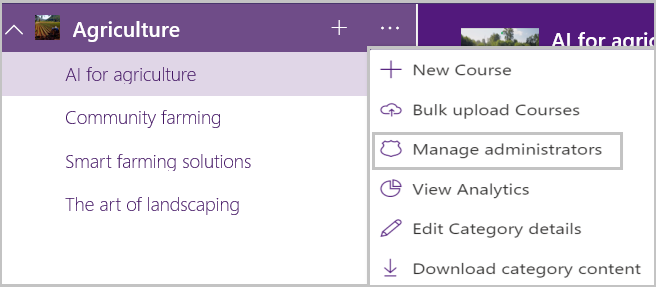 Agriculture
AI for agric
AI for agriculture
Community farming
Smart farming solutions
The art of landscaping
New Course
Bulk upload Courses
Manage administrators
View Analytics
Edit Category details
Download category content